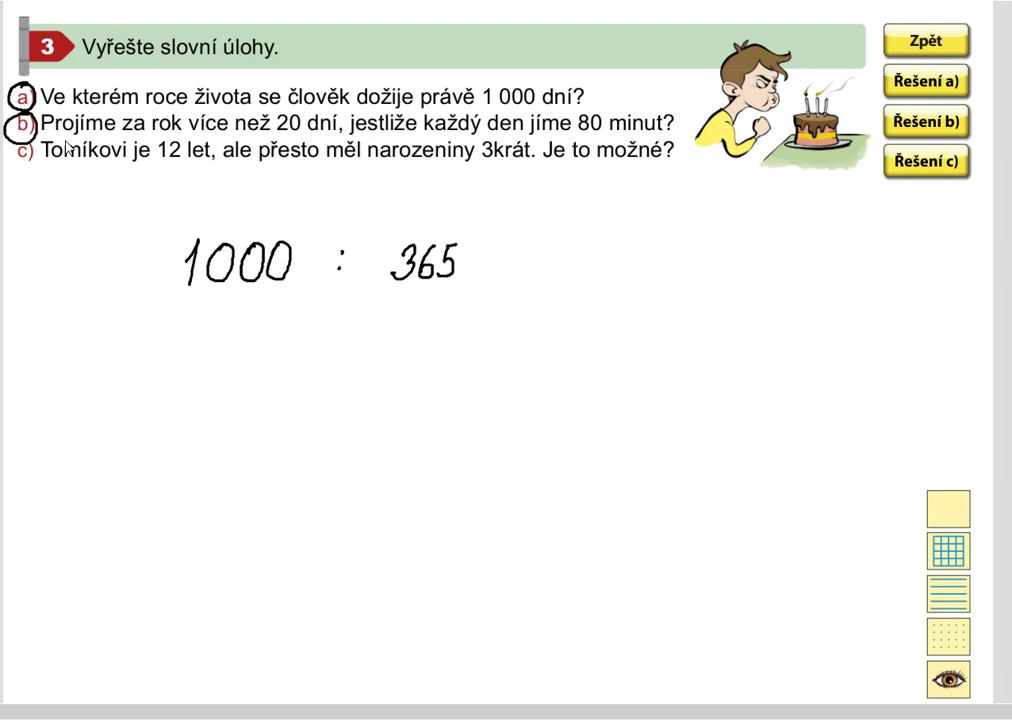 3 Vyřešte slovní úlohy.
a) Ve kterém roce života se člověk dožije právě 1 000 dní?
b) Projíme za rok více než 20 dní, jestliže každý den jíme 80 minut?
c) Tomíkovi je 12 let, ale přesto měl narozeniny 3krát. Je to možné?
Zpět
Řešení a)
Řešení b)
Řešení c)
1000 : 365